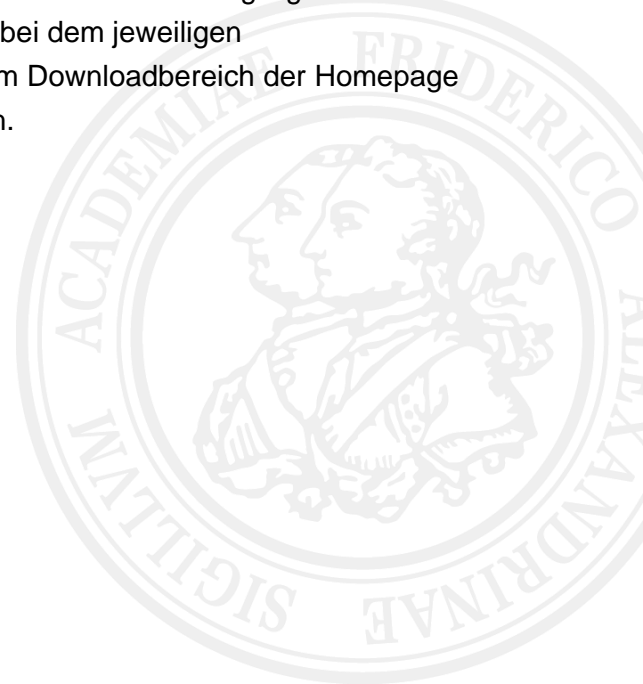 bei dem jeweiligen
m Downloadbereich der Homepage
n.
SIGILLVM ACADEMIAE FRIDERICO
ALEXANDRINAE